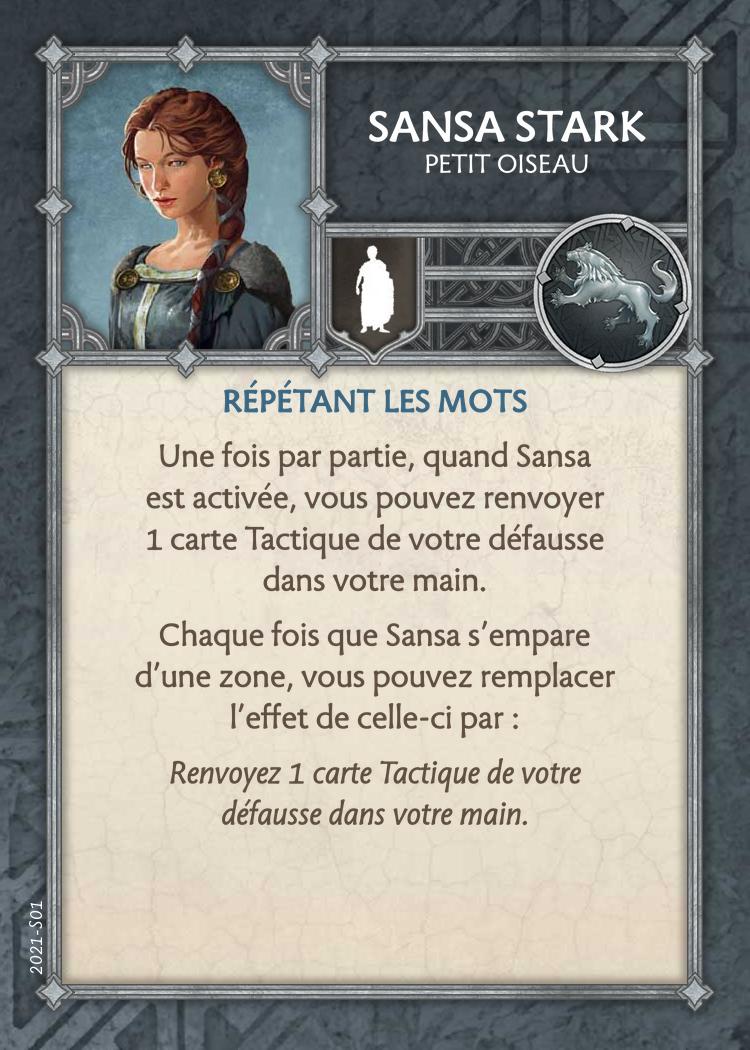 SANSA STARK
PETIT OISEAU
RÉPÉTANT LES MOTS
Une fois par partie, quand Sansa
est activée, vous pouvez renvoyer
1 carte Tactique de votre défausse
dans votre main.
Chaque fois que Sansa s’empare
d’une zone, vous pouvez remplacer
l’effet de celle-ci par :
Renvoyez 1 carte Tactique de votre
défausse dans votre main.
2021-S01